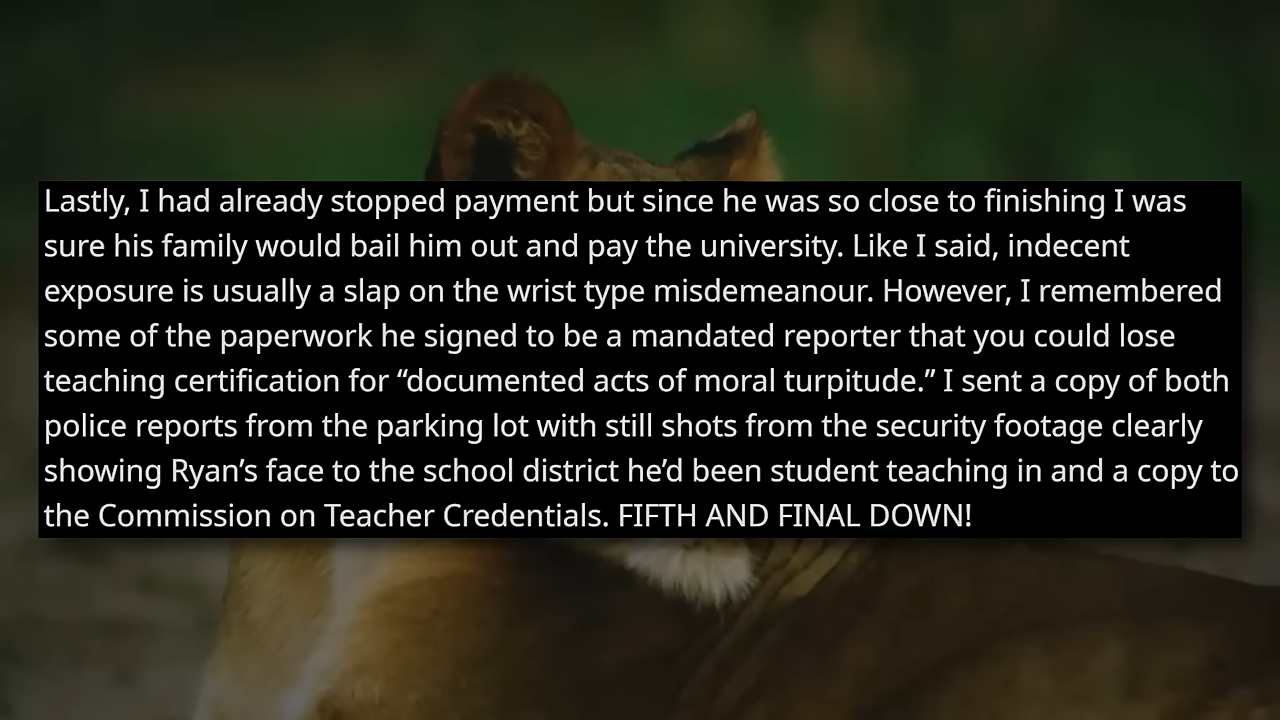 Lastly, I had already stopped payment but since he was so close to finishing I was
sure his family would bail him out and pay the university. Like I said, indecent
exposure is usually a slap on the wrist type misdemeanour. However, I remembered
some of the paperwork he signed to be a mandated reporter that you could lose
teaching certification for “documented acts of moral turpitude.” I sent a copy of both
police reports from the parking lot with still shots from the security footage clearly
showing Ryan’s face to the school district he’d been student teaching in and a copy to
the Commission on Teacher Credentials. FIFTH AND FINAL DOWN!